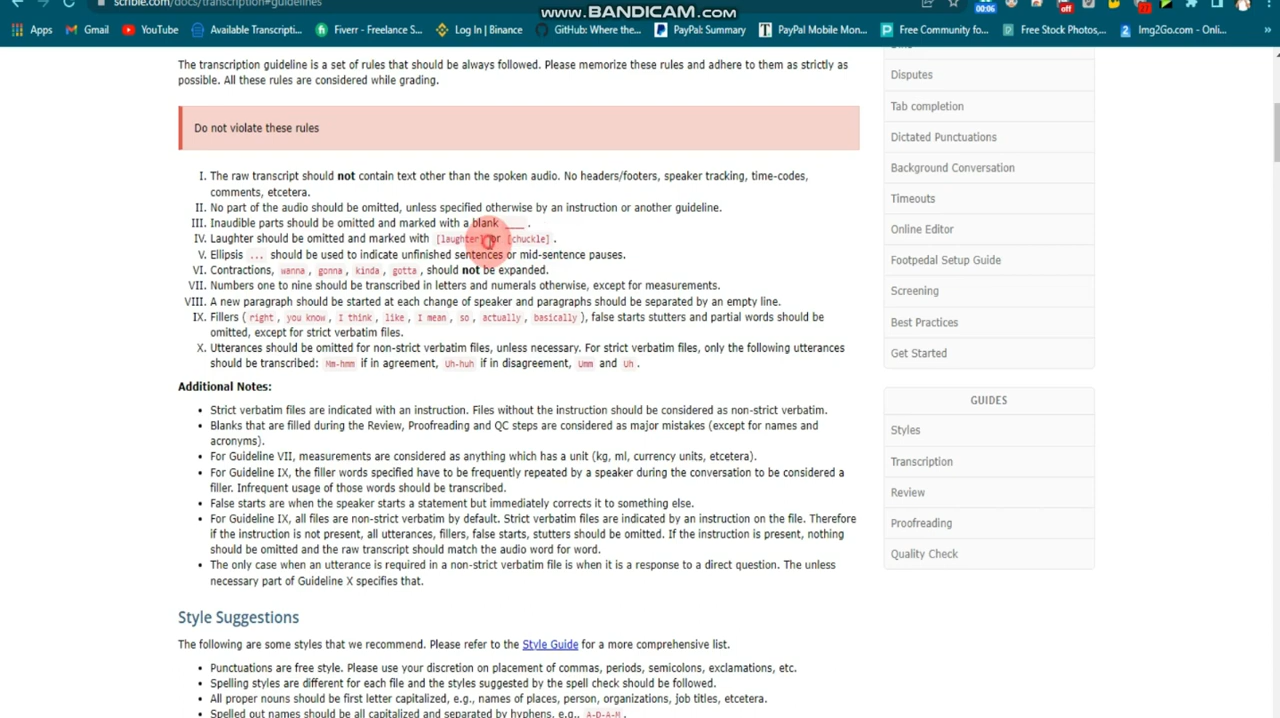 scribie.com/docs/transcription#guidelines
www.BANDICAM.com
00:06
off
Apps
Gmail
YouTube
Available Transcripti...
Fiverr - Freelance S...
Log In | Binance
GitHub: Where the...
PayPal Summary
PayPal Mobile Mon...
Free Community fo...
Free Stock Photos,...
Img2Go.com - Onli...
»
The transcription guideline is a set of rules that should be always followed. Please memorize these rules and adhere to them as strictly as
possible. All these rules are considered while grading.
Do not violate these rules
I. The raw transcript should not contain text other than the spoken audio. No headers/footers, speaker tracking, time-codes,
comments, etcetera.
II. No part of the audio should be omitted, unless specified otherwise by an instruction or another guideline.
III. Inaudible parts should be omitted and marked with a blank ____ .
IV. Laughter should be omitted and marked with [laughter] or [chuckle] .
V. Ellipsis ... should be used to indicate unfinished sentences or mid-sentence pauses.
VI. Contractions, wanna , gonna , kinda , gotta , should not be expanded.
VII. Numbers one to nine should be transcribed in letters and numerals otherwise, except for measurements.
VIII. A new paragraph should be started at each change of speaker and paragraphs should be separated by an empty line.
IX. Fillers ( right , you know , I think , like , I mean , so , actually , basically ), false starts stutters and partial words should be
omitted, except for strict verbatim files.
X. Utterances should be omitted for non-strict verbatim files, unless necessary. For strict verbatim files, only the following utterances
should be transcribed: Mm-hmm if in agreement, Uh-huh if in disagreement, Umm and Uh .
Additional Notes:
• Strict verbatim files are indicated with an instruction. Files without the instruction should be considered as non-strict verbatim.
• Blanks that are filled during the Review, Proofreading and QC steps are considered as major mistakes (except for names and
acronyms).
• For Guideline VII, measurements are considered as anything which has a unit (kg, ml, currency units, etcetera).
• For Guideline IX, the filler words specified have to be frequently repeated by a speaker during the conversation to be considered a
filler. Infrequent usage of those words should be transcribed.
• False starts are when the speaker starts a statement but immediately corrects it to something else.
• For Guideline IX, all files are non-strict verbatim by default. Strict verbatim files are indicated by an instruction on the file. Therefore
if the instruction is not present, all utterances, fillers, false starts, stutters should be omitted. If the instruction is present, nothing
should be omitted and the raw transcript should match the audio word for word.
• The only case when an utterance is required in a non-strict verbatim file is when it is a response to a direct question. The unless
necessary part of Guideline X specifies that.
Style Suggestions
The following are some styles that we recommend. Please refer to the Style Guide for a more comprehensive list.
• Punctuations are free style. Please use your discretion on placement of commas, periods, semicolons, exclamations, etc.
• Spelling styles are different for each file and the styles suggested by the spell check should be followed.
• All proper nouns should be first letter capitalized, e.g., names of places, person, organizations, job titles, etcetera.
• Spelled out names should be all capitalized and separated by hyphens, e.g., A-D-A-M .
Disputes
Tab completion
Dictated Punctuations
Background Conversation
Timeouts
Online Editor
Footpedal Setup Guide
Screening
Best Practices
Get Started
GUIDES
Styles
Transcription
Review
Proofreading
Quality Check